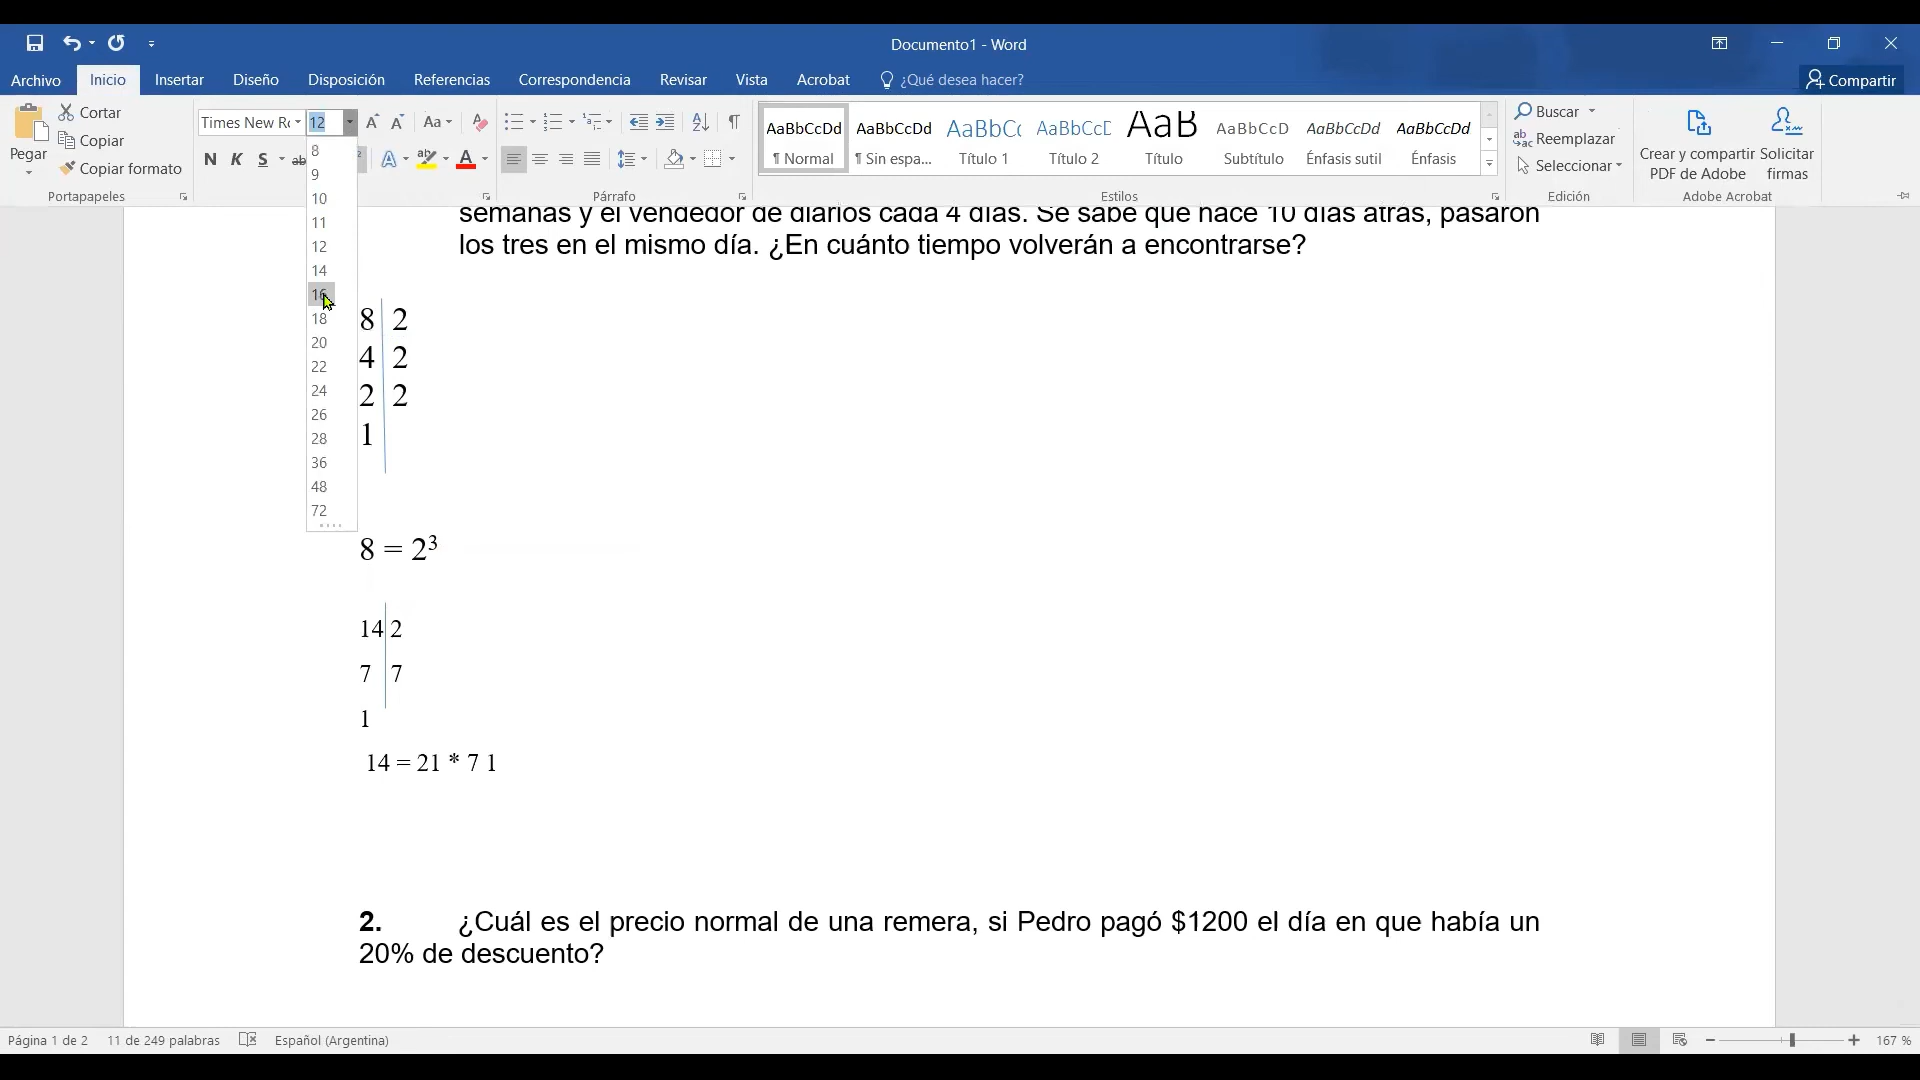 Documento1 - Word
Archivo Inicio Insertar Diseño Disposición Referencias Correspondencia Revisar Vista Acrobat ¿Qué desea hacer? Compartir
Pegar
Cortar
Copiar
Copiar formato
Portapapeles
Times New Ro 12
Aa
N K S ab
A ab A
8
9
10
11
12
14
16
18
20
22
24
26
28
36
48
72
Párrafo
AaBbCcDd AaBbCcDd AaBbCc AaBbCcD AaB AaBbCcD AaBbCcDd AaBbCcDd
¶ Normal ¶ Sin espa... Título 1 Título 2 Título Subtítulo Énfasis sutil Énfasis
Estilos
Buscar
Reemplazar
Seleccionar
Edición
Crear y compartir PDF de Adobe
Solicitar firmas
Adobe Acrobat
semanas y el vendedor de diarios cada 4 días. Se sabe que hace 10 días atrás, pasaron
los tres en el mismo día. ¿En cuánto tiempo volverán a encontrarse?
8 2
4 2
2 2
1
8 = 2³
14 2
7 7
1
14 = 21 * 7 1
2. ¿Cuál es el precio normal de una remera, si Pedro pagó $1200 el día en que había un
20% de descuento?
Página 1 de 2 11 de 249 palabras Español (Argentina) 167 %